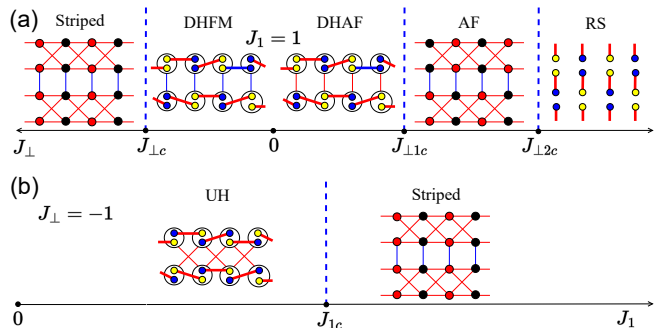 (a) Striped DHFM DHAF AF RS
J₁ = 1
J⊥ J⊥c 0 J⊥1c J⊥2c
(b) UH Striped
J⊥ = −1
0 J1c J₁